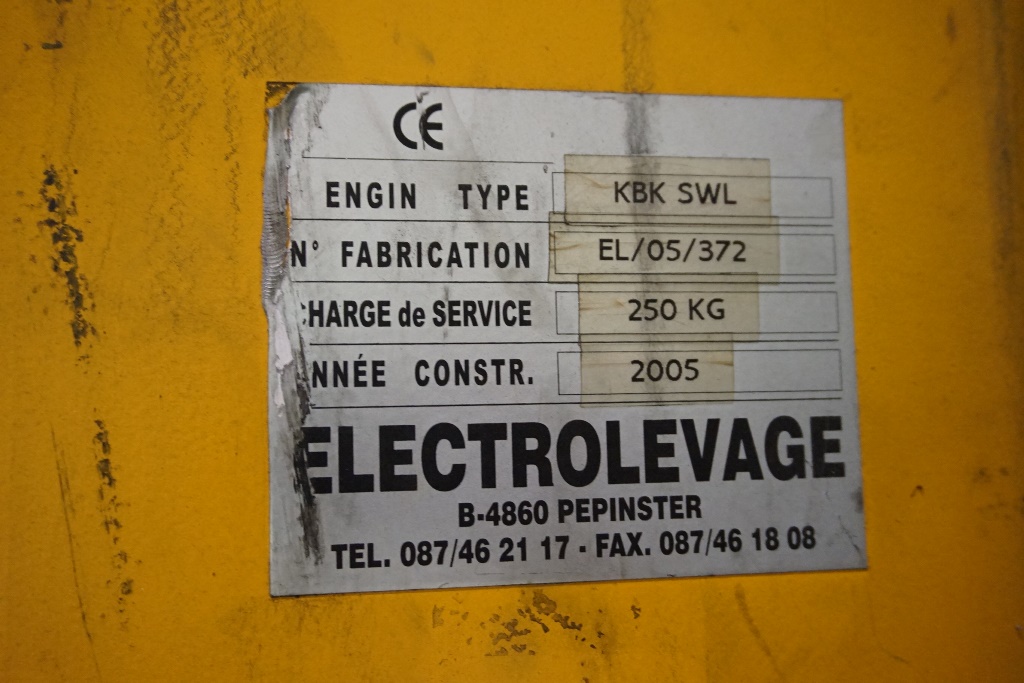 CE
ENGIN TYPE KBK SWL
N° FABRICATION EL/05/372
CHARGE de SERVICE 250 KG
NNÉE CONSTR. 2005
ELECTROLEVAGE
B-4860 PEPINSTER
TEL. 087/46 21 17 - FAX. 087/46 18 08